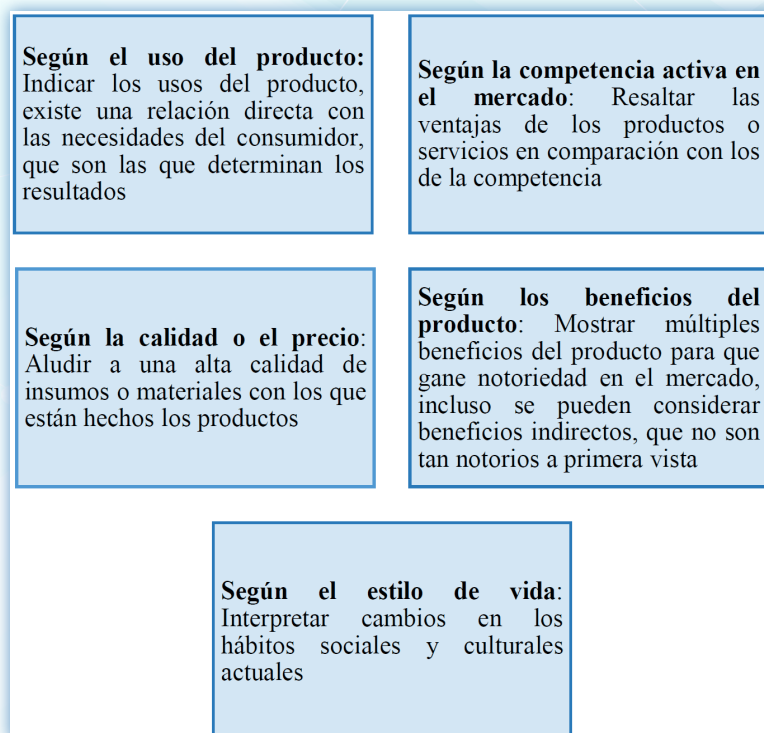 Según el uso del producto:
Indicar los usos del producto,
existe una relación directa con
las necesidades del consumidor,
que son las que determinan los
resultados
Según la competencia activa en
el mercado: Resaltar las
ventajas de los productos o
servicios en comparación con los
de la competencia
Según la calidad o el precio:
Aludir a una alta calidad de
insumos o materiales con los que
están hechos los productos
Según los beneficios del
producto: Mostrar múltiples
beneficios del producto para que
gane notoriedad en el mercado,
incluso se pueden considerar
beneficios indirectos, que no son
tan notorios a primera vista
Según el estilo de vida:
Interpretar cambios en los
hábitos sociales y culturales
actuales